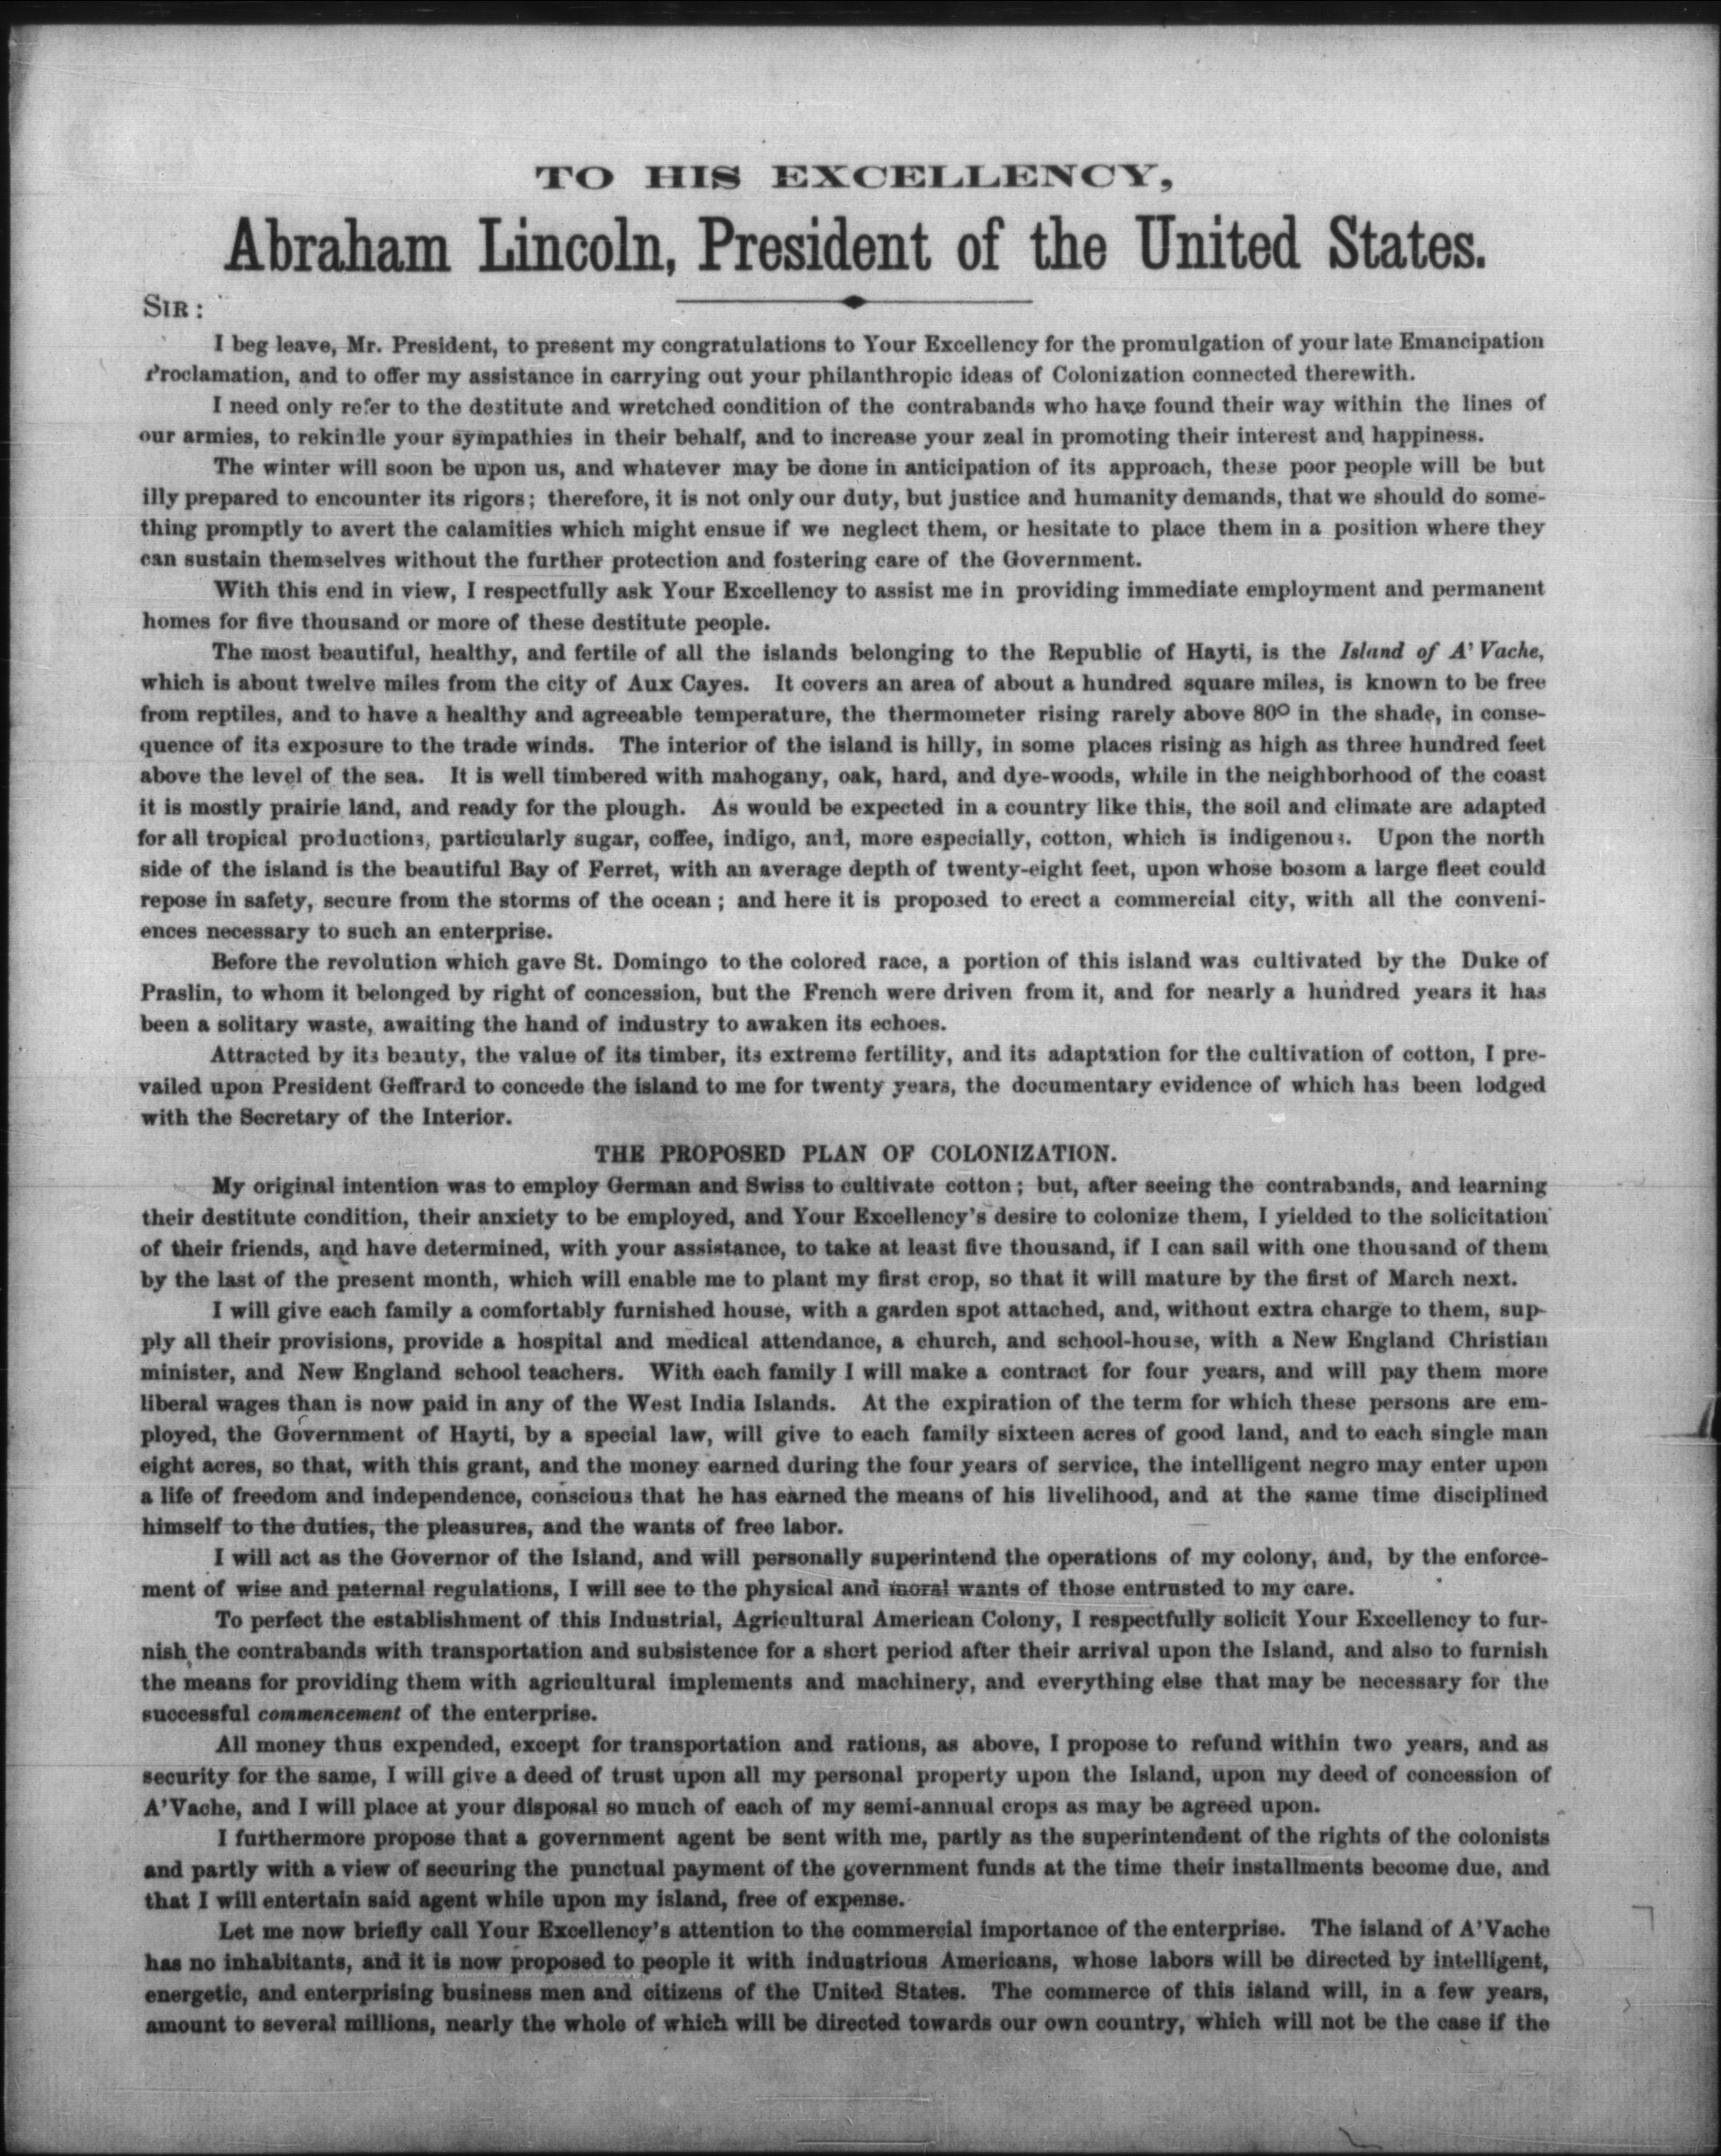 TO HIS EXCELLENCY,
Abraham Lincoln, President of the United States.
SIR:
I beg leave, Mr. President, to present my congratulations to Your Excellency for the promulgation of your late Emancipation
Proclamation, and to offer my assistance in carrying out your philanthropic ideas of Colonization connected therewith.
I need only refer to the destitute and wretched condition of the contrabands who have found their way within the lines of
our armies, to rekindle your sympathies in their behalf, and to increase your zeal in promoting their interest and happiness.
The winter will soon be upon us, and whatever may be done in anticipation of its approach, these poor people will be but
illy prepared to encounter its rigors; therefore, it is not only our duty, but justice and humanity demands, that we should do some-
thing promptly to avert the calamities which might ensue if we neglect them, or hesitate to place them in a position where they
can sustain themselves without the further protection and fostering care of the Government.
With this end in view, I respectfully ask Your Excellency to assist me in providing immediate employment and permanent
homes for five thousand or more of these destitute people.
The most beautiful, healthy, and fertile of all the islands belonging to the Republic of Hayti, is the Island of A'Vache,
which is about twelve miles from the city of Aux Cayes. It covers an area of about a hundred square miles, is known to be free
from reptiles, and to have a healthy and agreeable temperature, the thermometer rising rarely above 80° in the shade, in conse-
quence of its exposure to the trade winds. The interior of the island is hilly, in some places rising as high as three hundred feet
above the level of the sea. It is well timbered with mahogany, oak, hard, and dye-woods, while in the neighborhood of the coast
it is mostly prairie land, and ready for the plough. As would be expected in a country like this, the soil and climate are adapted
for all tropical productions, particularly sugar, coffee, indigo, and, more especially, cotton, which is indigenous. Upon the north
side of the island is the beautiful Bay of Ferret, with an average depth of twenty-eight feet, upon whose bosom a large fleet could
repose in safety, secure from the storms of the ocean; and here it is proposed to erect a commercial city, with all the conveni-
ences necessary to such an enterprise.
Before the revolution which gave St. Domingo to the colored race, a portion of this island was cultivated by the Duke of
Praslin, to whom it belonged by right of concession, but the French were driven from it, and for nearly a hundred years it has
been a solitary waste, awaiting the hand of industry to awaken its echoes.
Attracted by its beauty, the value of its timber, its extreme fertility, and its adaptation for the cultivation of cotton, I pre-
vailed upon President Geffrard to concede the island to me for twenty years, the documentary evidence of which has been lodged
with the Secretary of the Interior.
THE PROPOSED PLAN OF COLONIZATION.
My original intention was to employ German and Swiss to cultivate cotton; but, after seeing the contrabands, and learning
their destitute condition, their anxiety to be employed, and Your Excellency's desire to colonize them, I yielded to the solicitation
of their friends, and have determined, with your assistance, to take at least five thousand, if I can sail with one thousand of them
by the last of the present month, which will enable me to plant my first crop, so that it will mature by the first of March next.
I will give each family a comfortably furnished house, with a garden spot attached, and, without extra charge to them, sup-
ply all their provisions, provide a hospital and medical attendance, a church, and school-house, with a New England Christian
minister, and New England school teachers. With each family I will make a contract for four years, and will pay them more
liberal wages than is now paid in any of the West India Islands. At the expiration of the term for which these persons are em-
ployed, the Government of Hayti, by a special law, will give to each family sixteen acres of good land, and to each single man
eight acres, so that, with this grant, and the money earned during the four years of service, the intelligent negro may enter upon
a life of freedom and independence, conscious that he has earned the means of his livelihood, and at the same time disciplined
himself to the duties, the pleasures, and the wants of free labor.
I will act as the Governor of the Island, and will personally superintend the operations of my colony, and, by the enforce-
ment of wise and paternal regulations, I will see to the physical and moral wants of those entrusted to my care.
To perfect the establishment of this Industrial, Agricultural American Colony, I respectfully solicit Your Excellency to fur-
nish the contrabands with transportation and subsistence for a short period after their arrival upon the Island, and also to furnish
the means for providing them with agricultural implements and machinery, and everything else that may be necessary for the
successful commencement of the enterprise.
All money thus expended, except for transportation and rations, as above, I propose to refund within two years, and as
security for the same, I will give a deed of trust upon all my personal property upon the Island, upon my deed of concession of
A'Vache, and I will place at your disposal so much of each of my semi-annual crops as may be agreed upon.
I furthermore propose that a government agent be sent with me, partly as the superintendent of the rights of the colonists
and partly with a view of securing the punctual payment of the government funds at the time their installments become due, and
that I will entertain said agent while upon my island, free of expense.
Let me now briefly call Your Excellency's attention to the commercial importance of the enterprise. The island of A'Vache
has no inhabitants, and it is now proposed to people it with industrious Americans, whose labors will be directed by intelligent,
energetic, and enterprising business men and citizens of the United States. The commerce of this island will, in a few years,
amount to several millions, nearly the whole of which will be directed towards our own country, which will not be the case if the